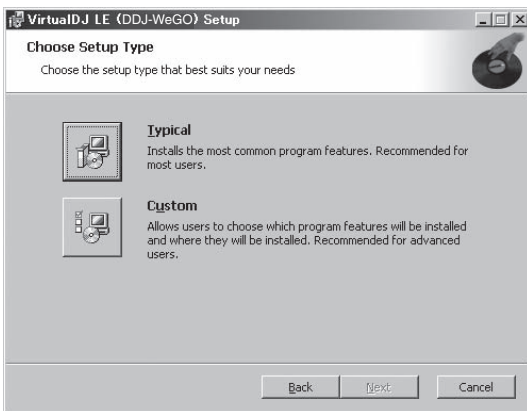 VirtualDJ LE (DDJ-WeGO) Setup
Choose Setup Type
Choose the setup type that best suits your needs
Typical
Installs the most common program features. Recommended for
most users.
Custom
Allows users to choose which program features will be installed
and where they will be installed. Recommended for advanced
users.
Back
Next
Cancel